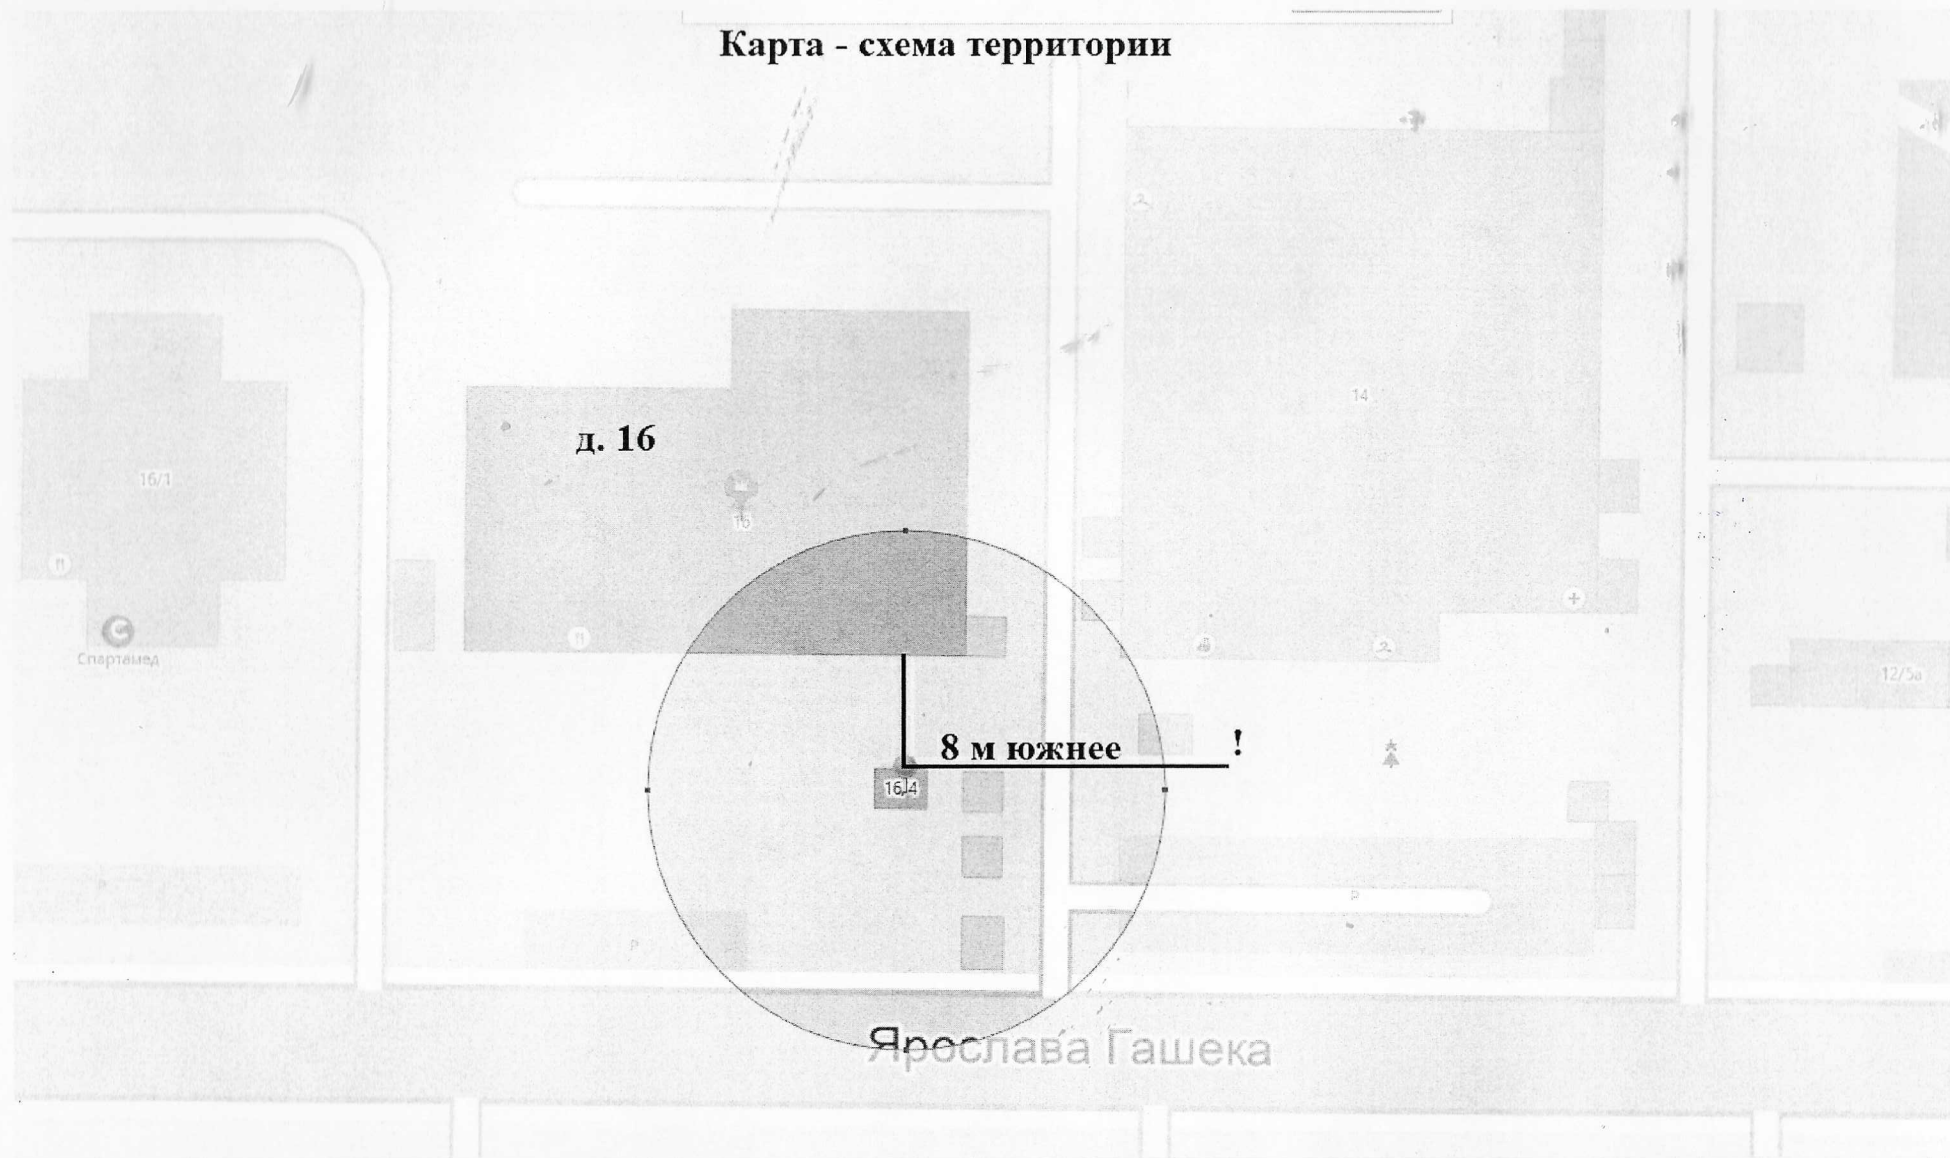 Карта - схема территории
14
д. 16
16/1
16
Спартамед
12/5а
8 м южнее
!
16/4
P
P
P
Ярослава Гашека